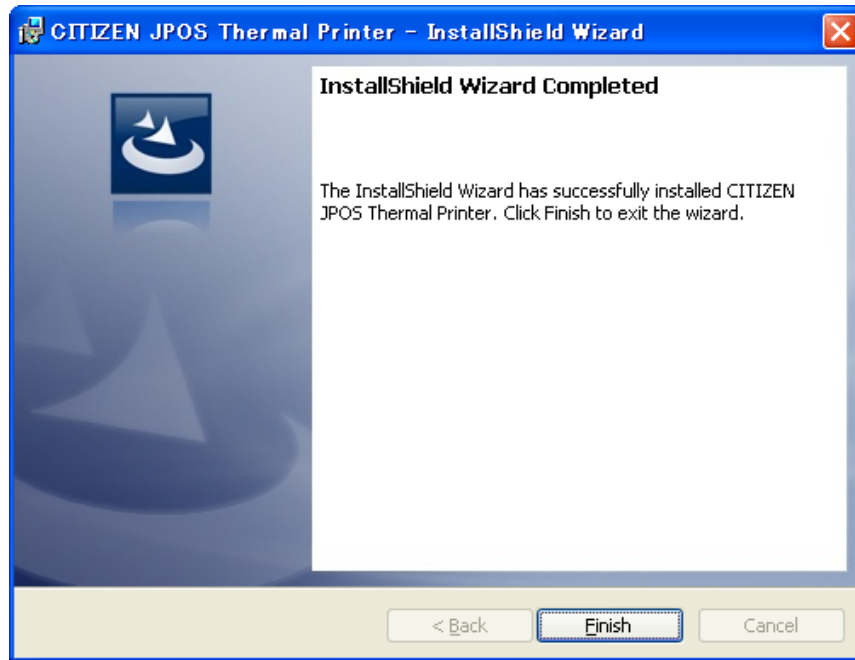 CITIZEN JPOS Thermal Printer - InstallShield Wizard
InstallShield Wizard Completed
The InstallShield Wizard has successfully installed CITIZEN
JPOS Thermal Printer. Click Finish to exit the wizard.
< Back Finish Cancel